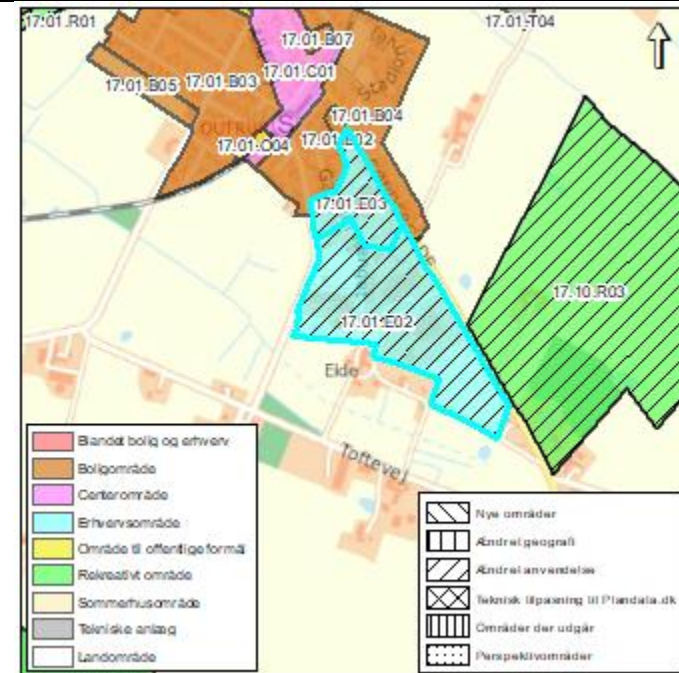 17.01.R01
17.01.T04
17.01.B07
17.01.C01
17.01.B05
17.01.B03
17.01.B04
17.01.O04
17.01.E03
17.10.R03
17.01.E02
Eide
Toftevej
Blandet bolig og erhverv
Boligområde
Centerområde
Erhvervsområde
Område til offentlige formål
Rekreativt område
Sommerhusområde
Tekniske anlæg
Landområde
Nye områder
Ændret geografi
Ændret anvendelse
Teknisk tilpasning til Plandata.dk
Områder der udgår
Perspektivområder